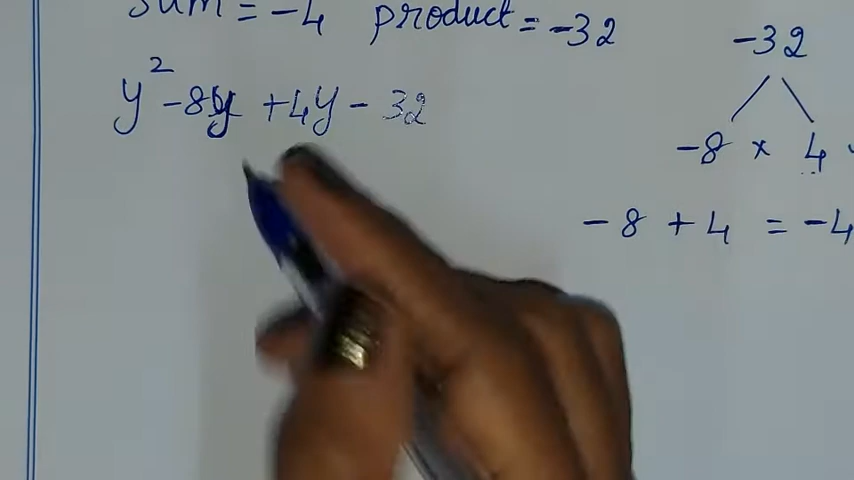 sum = -4 product = -32
-32
y² - 8y + 4y - 32
-8 × 4
-8 + 4 = -4